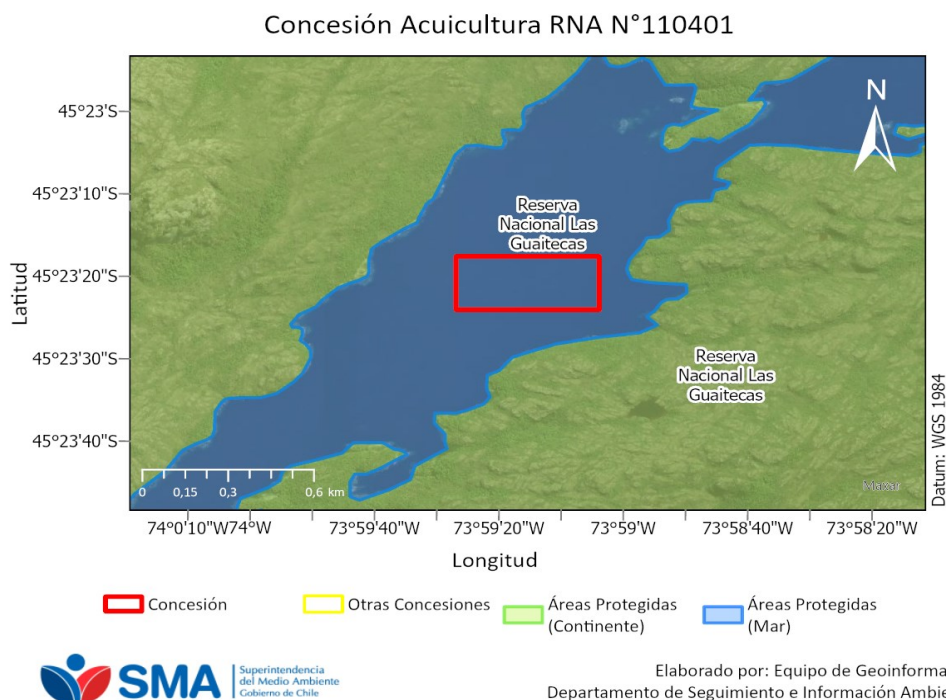 Concesión Acuicultura RNA N°110401
N
45°23'S
45°23'10"S
45°23'20"S
45°23'30"S
45°23'40"S
Latitud
Reserva
Nacional Las
Guaitecas
Reserva
Nacional Las
Guaitecas
Datum: WGS 1984
Maxar
0 0,15 0,3 0,6 km
74°0'10"W 74°W 73°59'40"W 73°59'20"W 73°59'W 73°58'40"W 73°58'20"W
Longitud
Concesión
Otras Concesiones
Áreas Protegidas
(Continente)
Áreas Protegidas
(Mar)
SMA
Superintendencia
del Medio Ambiente
Gobierno de Chile
Elaborado por: Equipo de Geoinforma
Departamento de Seguimiento e Información Ambie